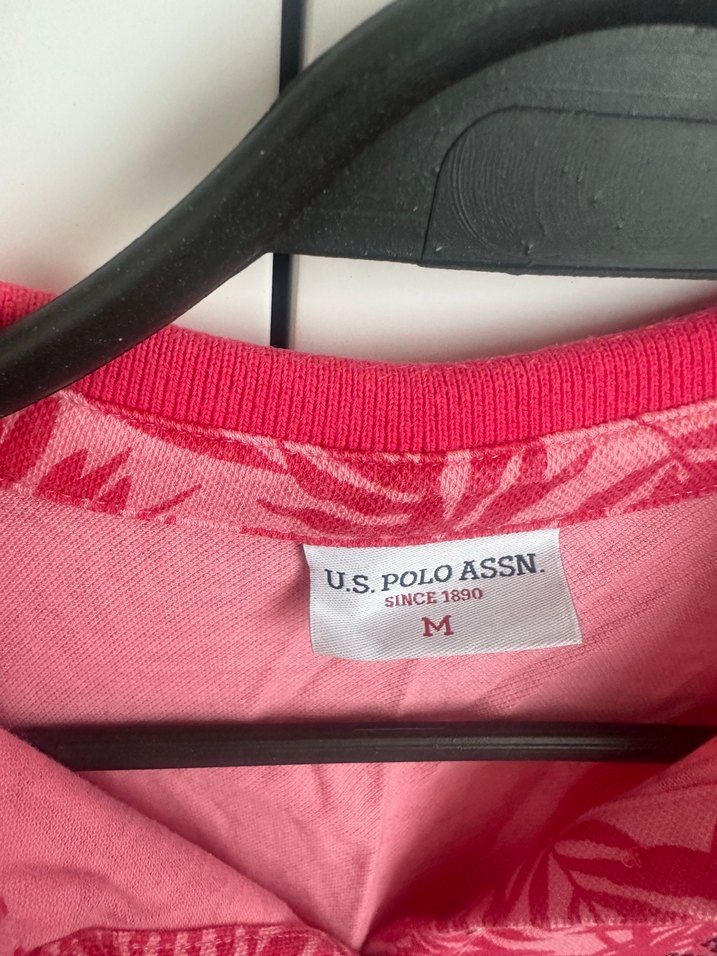 U.S. POLO ASSN.
SINCE 1890
M